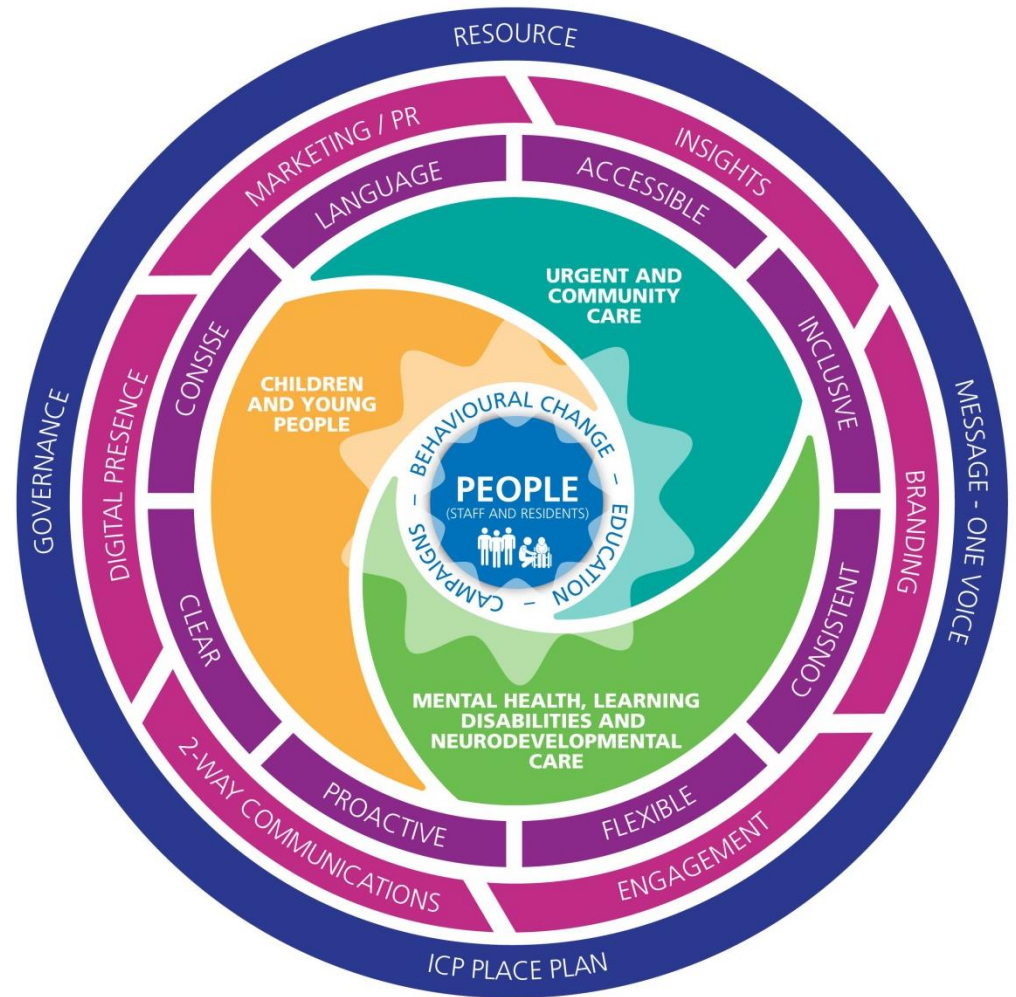 RESOURCE
MESSAGE - ONE VOICE
ICP PLACE PLAN
GOVERNANCE
MARKETING / PR
INSIGHTS
BRANDING
ENGAGEMENT
2-WAY COMMUNICATIONS
DIGITAL PRESENCE
LANGUAGE
ACCESSIBLE
INCLUSIVE
CONSISTENT
FLEXIBLE
PROACTIVE
CLEAR
CONSISE
URGENT AND
COMMUNITY
CARE
CHILDREN
AND YOUNG
PEOPLE
MENTAL HEALTH, LEARNING
DISABILITIES AND
NEURODEVELOPMENTAL
CARE
BEHAVIOURAL CHANGE – EDUCATION – CAMPAIGNS –
PEOPLE
(STAFF AND RESIDENTS)